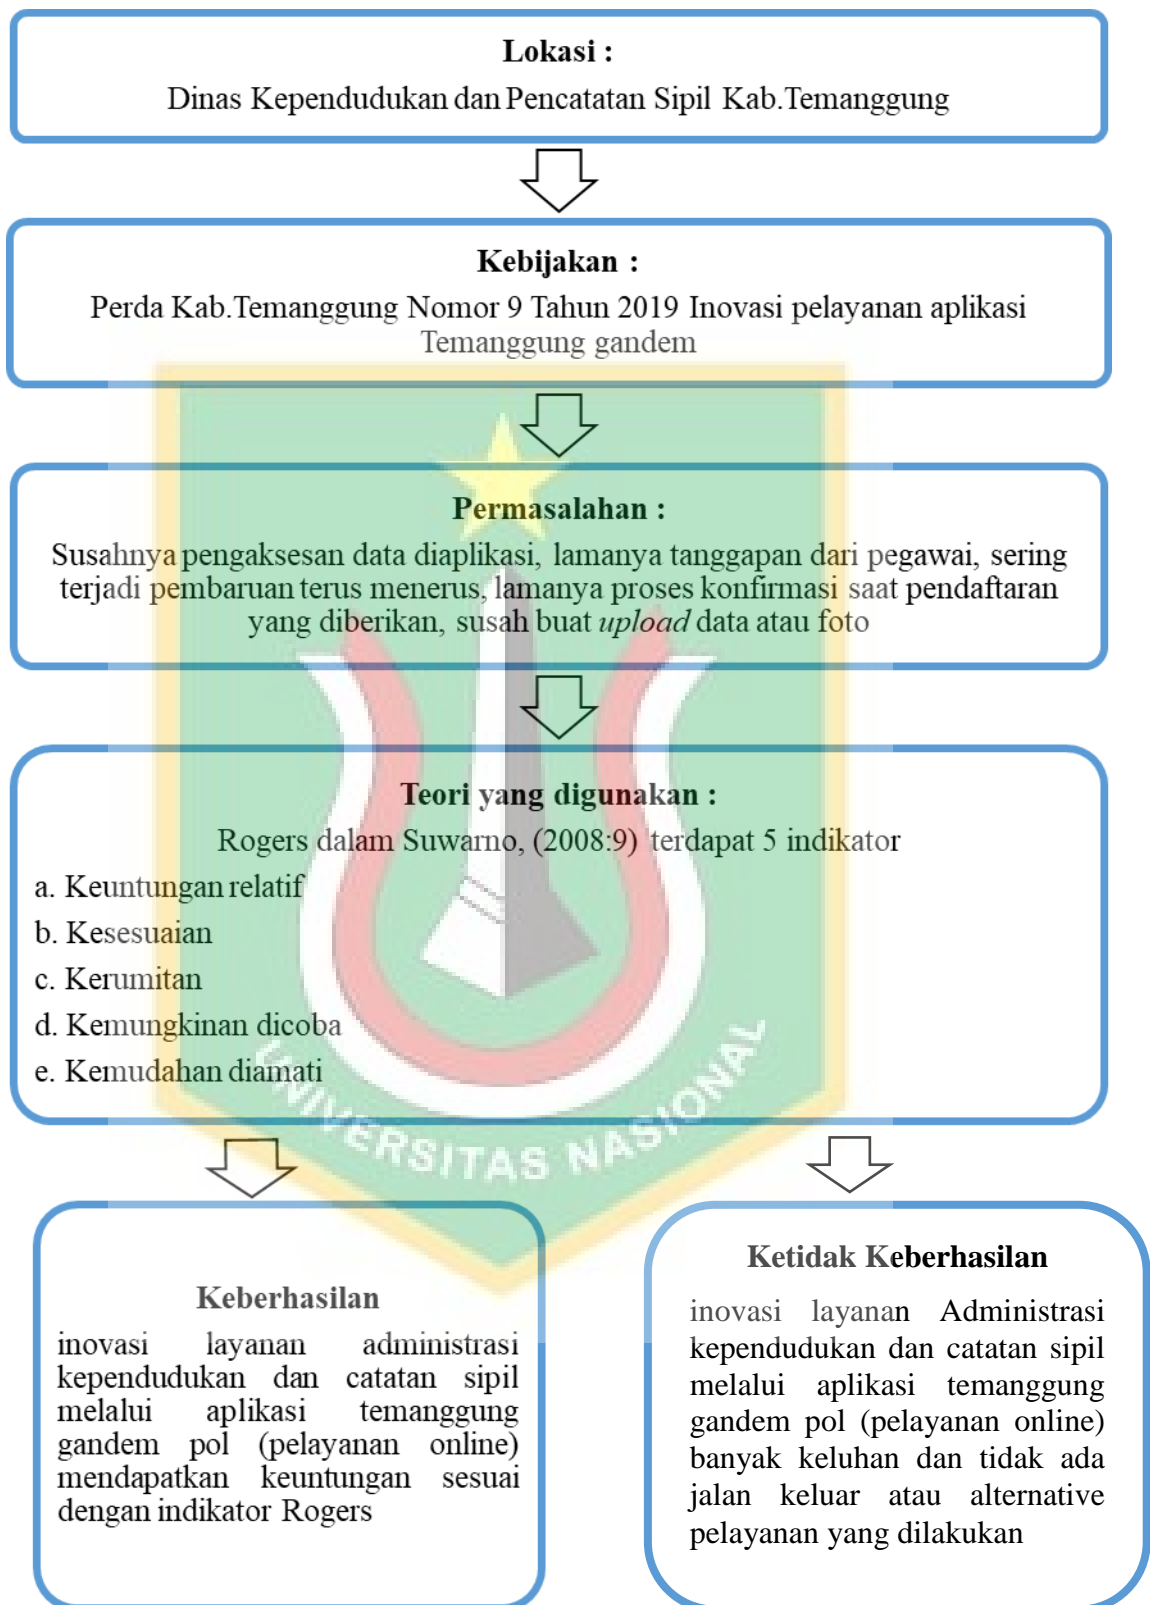 Lokasi :
Dinas Kependudukan dan Pencatatan Sipil Kab.Temanggung
Kebijakan :
Perda Kab.Temanggung Nomor 9 Tahun 2019 Inovasi pelayanan aplikasi
Temanggung gandem
Permasalahan :
Susahnya pengaksesan data diaplikasi, lamanya tanggapan dari pegawai, sering
terjadi pembaruan terus menerus, lamanya proses konfirmasi saat pendaftaran
yang diberikan, susah buat upload data atau foto
Teori yang digunakan :
Rogers dalam Suwarno, (2008:9) terdapat 5 indikator
a. Keuntungan relatif
b. Kesesuaian
c. Kerumitan
d. Kemungkinan dicoba
e. Kemudahan diamati
UNIVERSITAS NASIONAL
Keberhasilan
inovasi layanan administrasi
kependudukan dan catatan sipil
melalui aplikasi temanggung
gandem pol (pelayanan online)
mendapatkan keuntungan sesuai
dengan indikator Rogers
Ketidak Keberhasilan
inovasi layanan Administrasi
kependudukan dan catatan sipil
melalui aplikasi temanggung
gandem pol (pelayanan online)
banyak keluhan dan tidak ada
jalan keluar atau alternative
pelayanan yang dilakukan